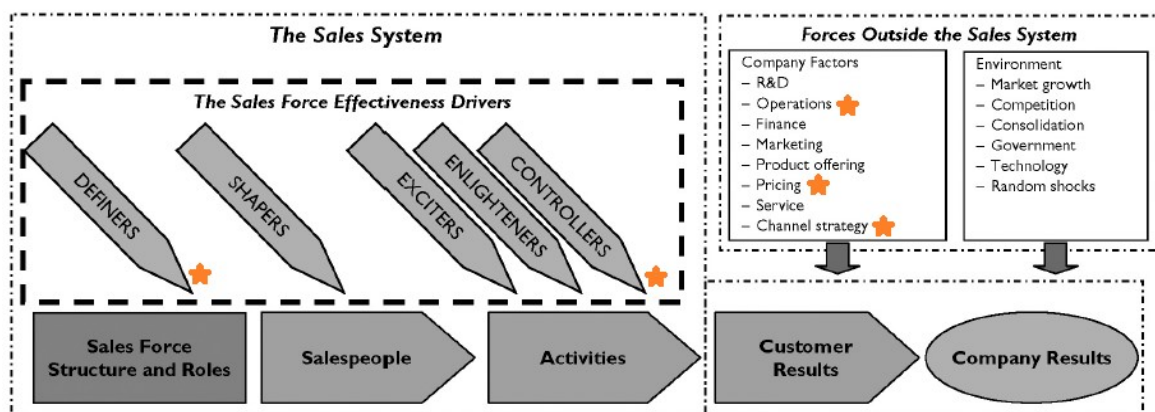 The Sales System
The Sales Force Effectiveness Drivers
DEFINERS
SHAPERS
EXCITERS
ENLIGHTENERS
CONTROLLERS
Sales Force
Structure and Roles
Salespeople
Activities
Forces Outside the Sales System
Company Factors
– R&D
– Operations
– Finance
– Marketing
– Product offering
– Pricing
– Service
– Channel strategy
Environment
– Market growth
– Competition
– Consolidation
– Government
– Technology
– Random shocks
Customer
Results
Company Results